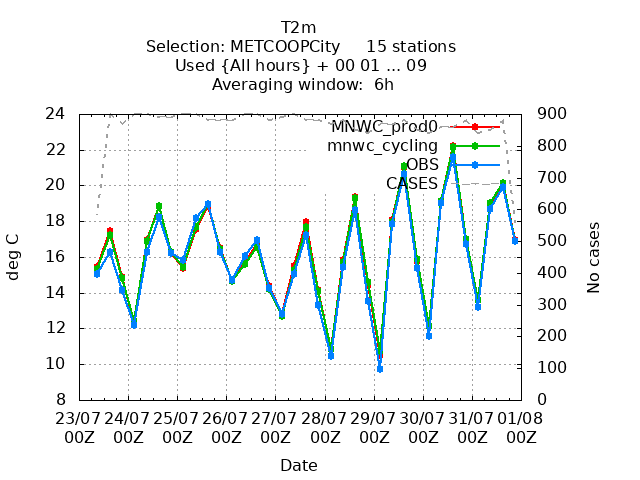 T2m
Selection: METCOOPCity 15 stations
Used {All hours} + 00 01 ... 09
Averaging window: 6h
24
22
20
18
16
14
12
10
8
900
800
700
600
500
400
300
200
100
0
deg C
No cases
MNWC_prod0
mnwc_cycling
OBS
CASES
23/07 24/07 25/07 26/07 27/07 28/07 29/07 30/07 31/07 01/08
00Z 00Z 00Z 00Z 00Z 00Z 00Z 00Z 00Z 00Z
Date